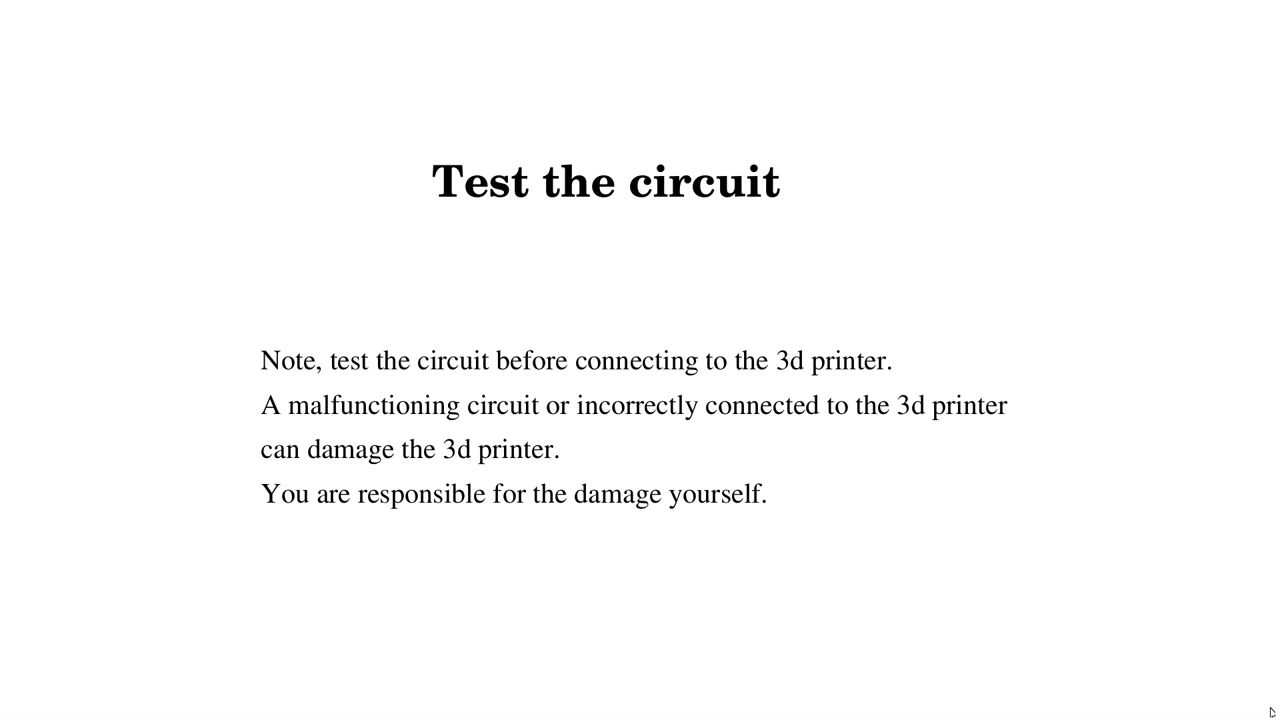 Test the circuit
Note, test the circuit before connecting to the 3d printer.
A malfunctioning circuit or incorrectly connected to the 3d printer
can damage the 3d printer.
You are responsible for the damage yourself.